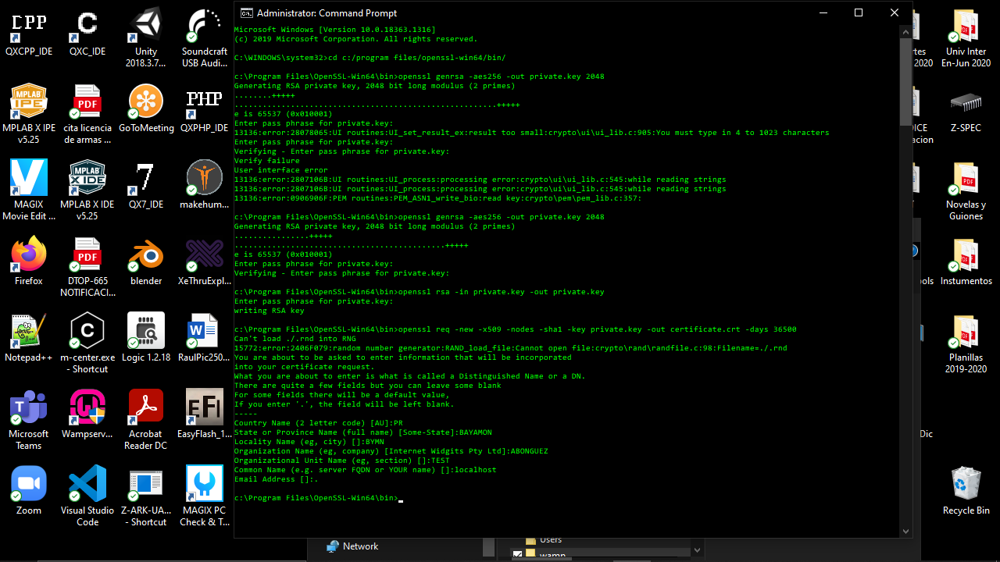 Administrator: Command Prompt
Microsoft Windows [Version 10.0.18363.1316]
(c) 2019 Microsoft Corporation. All rights reserved.
C:\WINDOWS\system32>cd c:/program files/openssl-win64/bin/
c:\Program Files\OpenSSL-Win64\bin>openssl genrsa -aes256 -out private.key 2048
Generating RSA private key, 2048 bit long modulus (2 primes)
........+++++
........................................................+++++
e is 65537 (0x010001)
Enter pass phrase for private.key:
13136:error:28078065:UI routines:UI_set_result_ex:result too small:crypto\ui\ui_lib.c:905:You must type in 4 to 1023 characters
Enter pass phrase for private.key:
Verifying - Enter pass phrase for private.key:
Verify failure
User interface error
13136:error:2807106B:UI routines:UI_process:processing error:crypto\ui\ui_lib.c:545:while reading strings
13136:error:2807106B:UI routines:UI_process:processing error:crypto\ui\ui_lib.c:545:while reading strings
13136:error:0906906F:PEM routines:PEM_ASN1_write_bio:read key:crypto\pem\pem_lib.c:357:
c:\Program Files\OpenSSL-Win64\bin>openssl genrsa -aes256 -out private.key 2048
Generating RSA private key, 2048 bit long modulus (2 primes)
................+++++
.............................................+++++
e is 65537 (0x010001)
Enter pass phrase for private.key:
Verifying - Enter pass phrase for private.key:
c:\Program Files\OpenSSL-Win64\bin>openssl rsa -in private.key -out private.key
Enter pass phrase for private.key:
writing RSA key
c:\Program Files\OpenSSL-Win64\bin>openssl req -new -x509 -nodes -sha1 -key private.key -out certificate.crt -days 36500
Can't load ./.rnd into RNG
15772:error:2406F079:random number generator:RAND_load_file:Cannot open file:crypto\rand\randfile.c:98:Filename=./.rnd
You are about to be asked to enter information that will be incorporated
into your certificate request.
What you are about to enter is what is called a Distinguished Name or a DN.
There are quite a few fields but you can leave some blank
For some fields there will be a default value,
If you enter '.', the field will be left blank.
-----
Country Name (2 letter code) [AU]:PR
State or Province Name (full name) [Some-State]:BAYAMON
Locality Name (eg, city) []:BYMN
Organization Name (eg, company) [Internet Widgits Pty Ltd]:ABONGUEZ
Organizational Unit Name (eg, section) []:TEST
Common Name (e.g. server FQDN or YOUR name) []:localhost
Email Address []:.
c:\Program Files\OpenSSL-Win64\bin>
CPP
QXCPP_IDE
C
QXC_IDE
Unity
2018.3.7...
Soundcraft
USB Audi...
MPLAB
IPE
MPLAB X IPE
v5.25
PDF
cita licencia
de armas ...
GoToMeeting
PHP
QXPHP_IDE
MAGIX
Movie Edit ...
MPLAB
X IDE
MPLAB X IDE
v5.25
7
QX7_IDE
makehum...
Firefox
PDF
DTOP-665
NOTIFICACI...
blender
XeThruExpl...
Notepad++
m-center.exe
- Shortcut
Logic 1.2.18
RaulPic250...
Microsoft
Teams
Wampserv...
Acrobat
Reader DC
EFI
EasyFlash_1...
Zoom
Visual Studio
Code
Z-ARK-UA...
- Shortcut
MAGIX PC
Check & T...
Univ Inter
En-Jun 2020
Z-SPEC
Novelas y
Guiones
Instumentos
Planillas
2019-2020
Recycle Bin
Network
Users
wamp